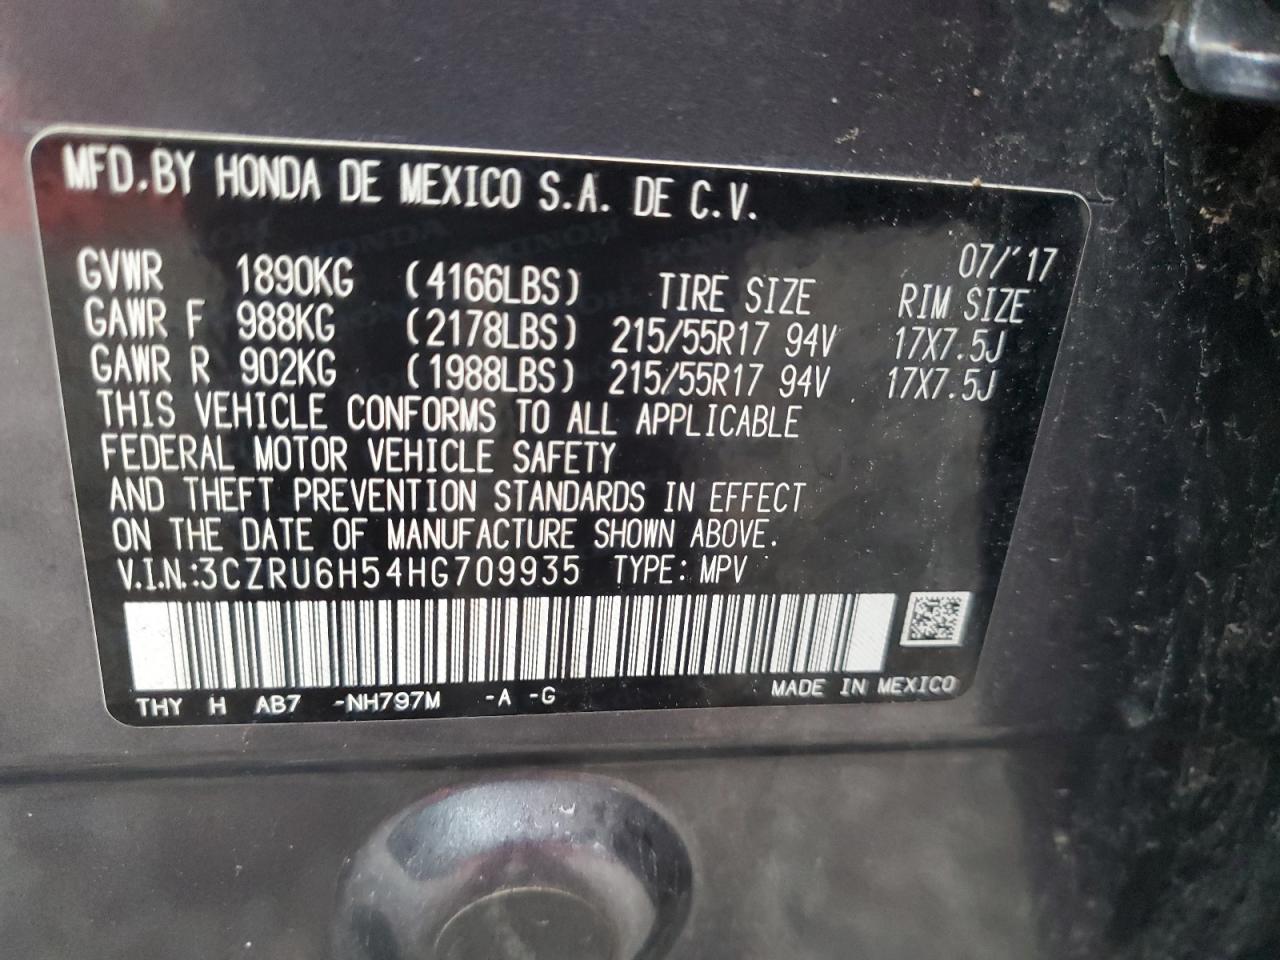 MFD.BY HONDA DE MEXICO S.A. DE C.V.
07/'17
GVWR 1890KG (4166LBS) TIRE SIZE RIM SIZE
GAWR F 988KG (2178LBS) 215/55R17 94V 17X7.5J
GAWR R 902KG (1988LBS) 215/55R17 94V 17X7.5J
THIS VEHICLE CONFORMS TO ALL APPLICABLE
FEDERAL MOTOR VEHICLE SAFETY
AND THEFT PREVENTION STANDARDS IN EFFECT
ON THE DATE OF MANUFACTURE SHOWN ABOVE.
V.I.N.:3CZRU6H54HG709935 TYPE: MPV
THY H AB7 -NH797M -A -G MADE IN MEXICO